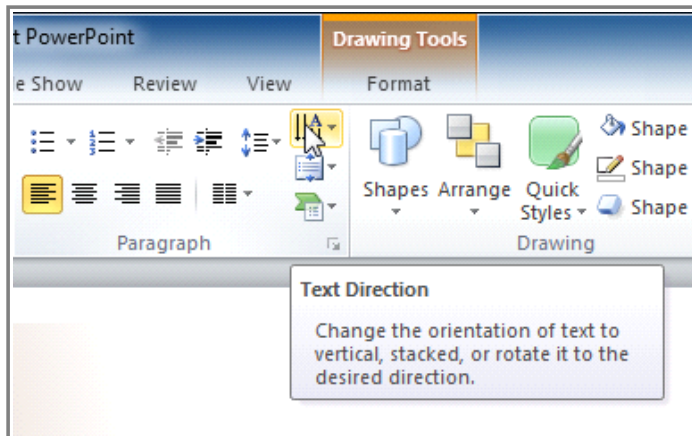 t PowerPoint
Drawing Tools
le Show Review View Format
Shapes Arrange Quick Styles
Shape
Shape
Shape
Paragraph Drawing
Text Direction
Change the orientation of text to
vertical, stacked, or rotate it to the
desired direction.